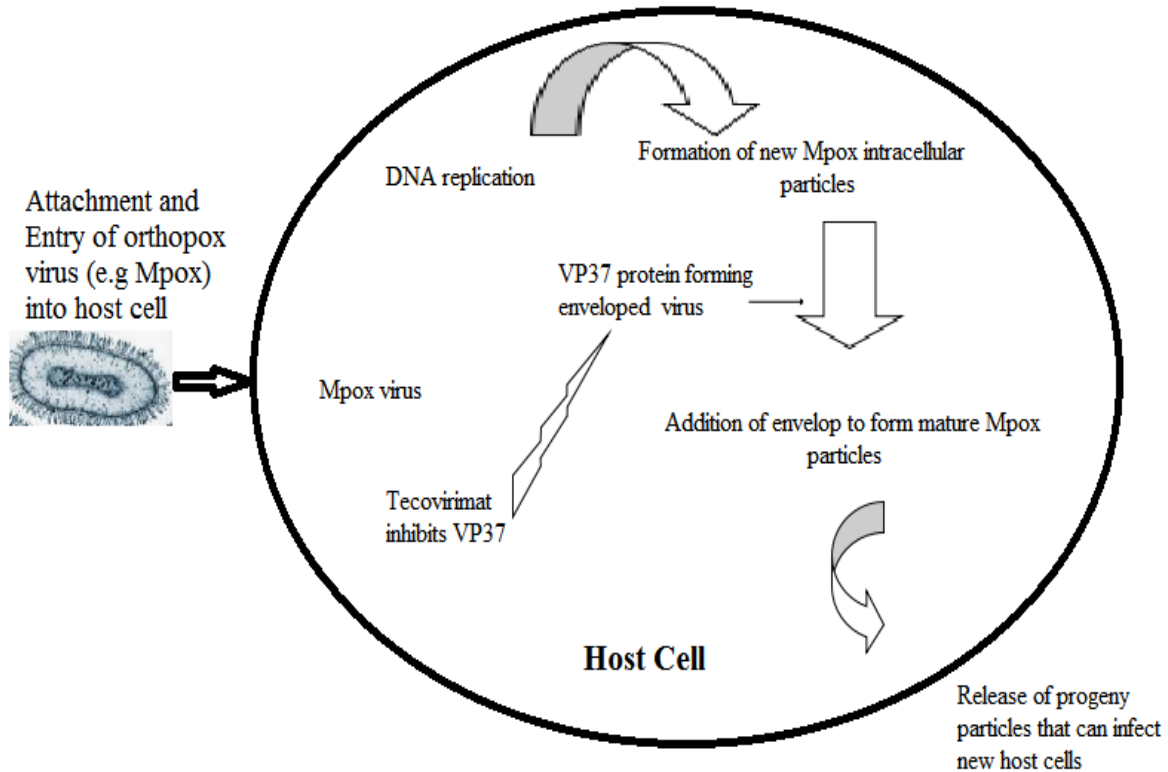 Attachment and
Entry of orthopox
virus (e.g Mpox)
into host cell
DNA replication
Formation of new Mpox intracellular
particles
VP37 protein forming
enveloped virus
Mpox virus
Addition of envelop to form mature Mpox
particles
Tecovirimat
inhibits VP37
Host Cell
Release of progeny
particles that can infect
new host cells